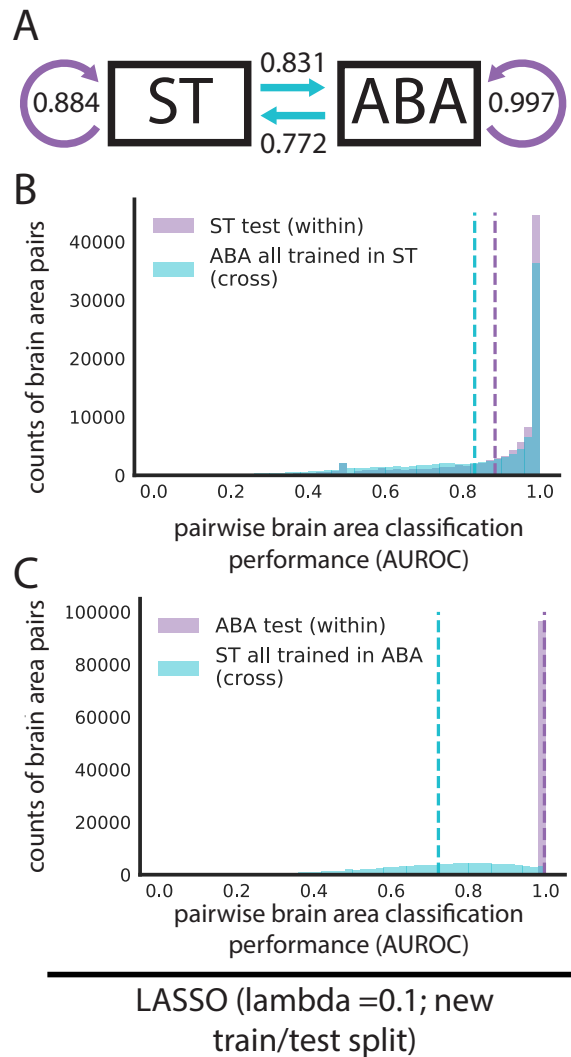 A
0.831
0.884
ST
ABA
0.997
0.772
B
ST test (within)
ABA all trained in ST
(cross)
counts of brain area pairs
40000
30000
20000
10000
0
0.0 0.2 0.4 0.6 0.8 1.0
pairwise brain area classification
performance (AUROC)
C
ABA test (within)
ST all trained in ABA
(cross)
counts of brain area pairs
100000
80000
60000
40000
20000
0
0.0 0.2 0.4 0.6 0.8 1.0
pairwise brain area classification
performance (AUROC)
LASSO (lambda =0.1; new
train/test split)